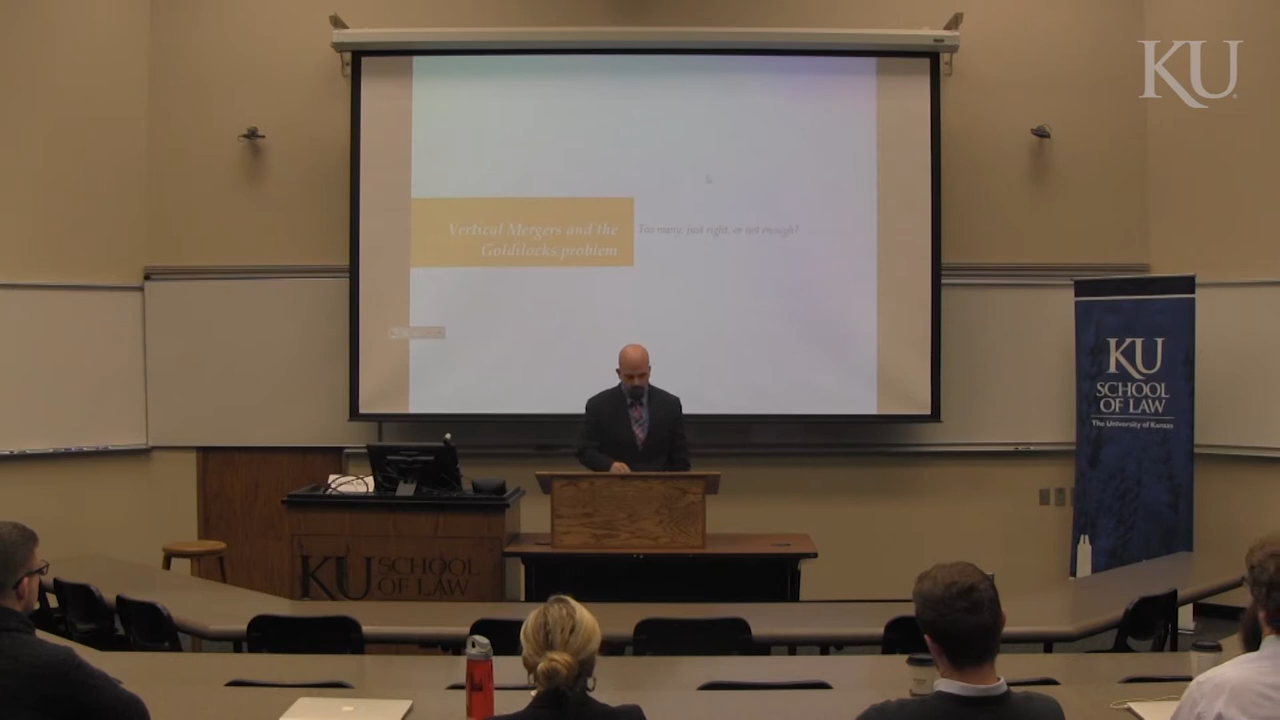 KU
Vertical Mergers and the
Goldilocks problem
Too many, just right, or not enough?
KU
SCHOOL
OF LAW
The University of Kansas
KU SCHOOL
OF LAW